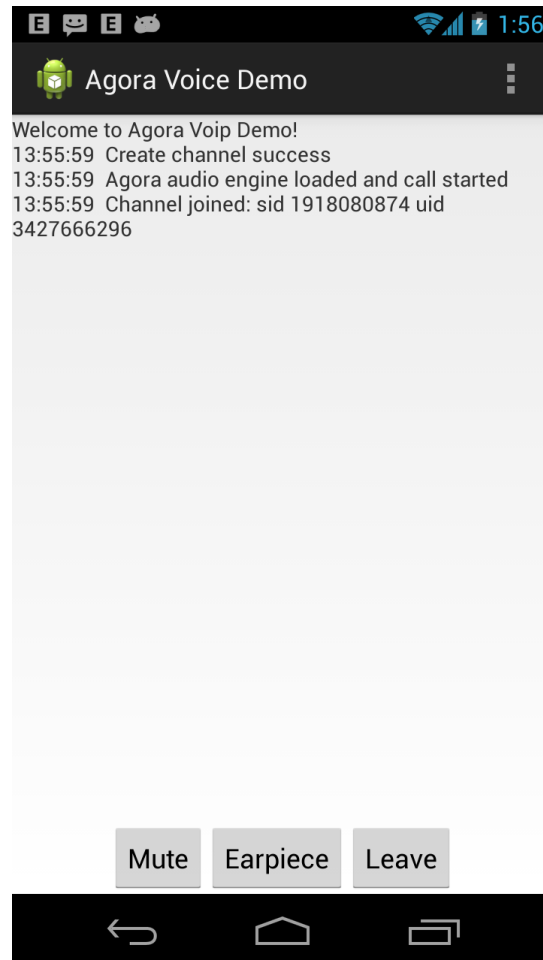 E E 1:56
Agora Voice Demo
Welcome to Agora Voip Demo!
13:55:59 Create channel success
13:55:59 Agora audio engine loaded and call started
13:55:59 Channel joined: sid 1918080874 uid
3427666296
Mute Earpiece Leave